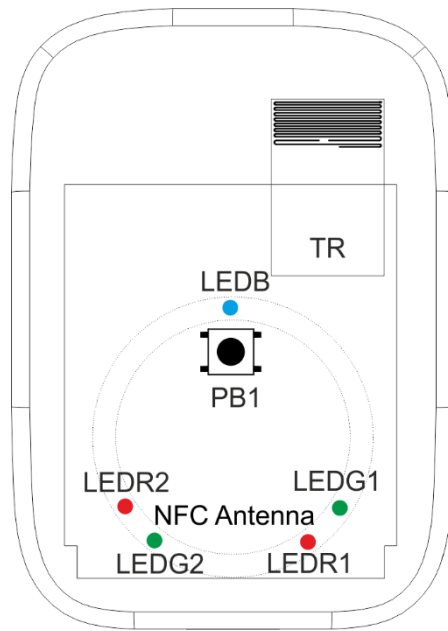 TR
LEDB
PB1
LEDR2
LEDG1
NFC Antenna
LEDG2
LEDR1